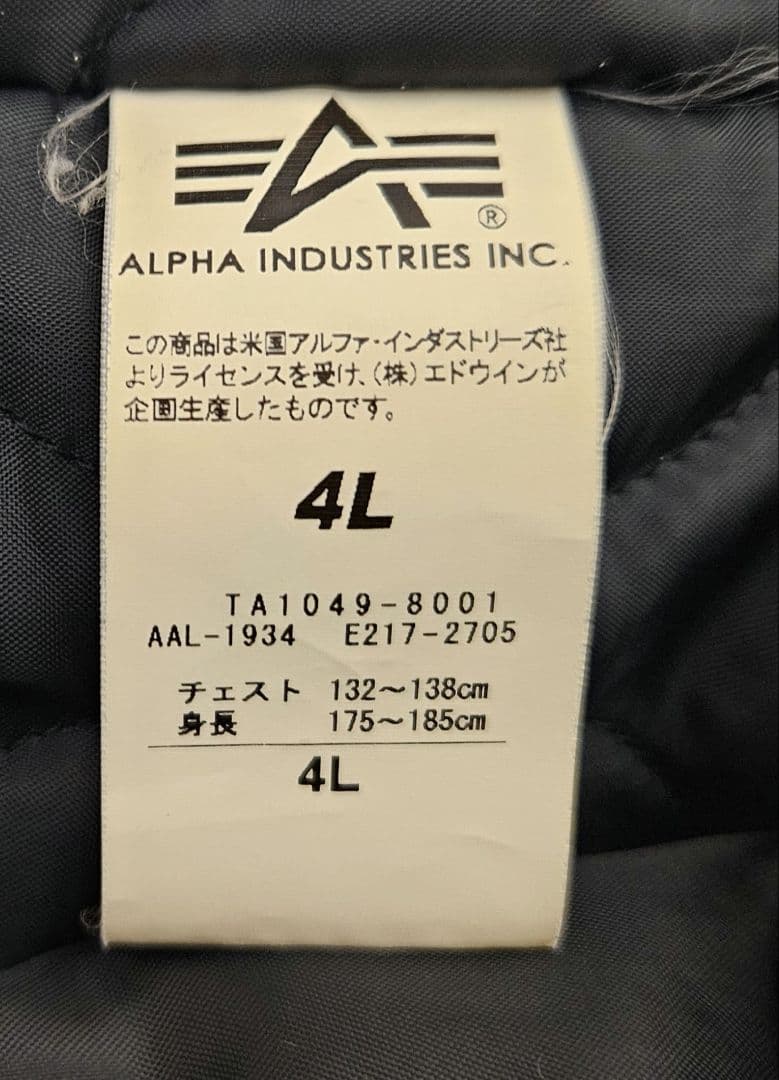 ®
ALPHA INDUSTRIES INC.
この商品は米国アルファ・インダストリーズ社
よりライセンスを受け、（株）エドウインが
企画生産したものです。
4L
TA1049-8001
AAL-1934 E217-2705
チェスト 132〜138cm
身長 175〜185cm
4L